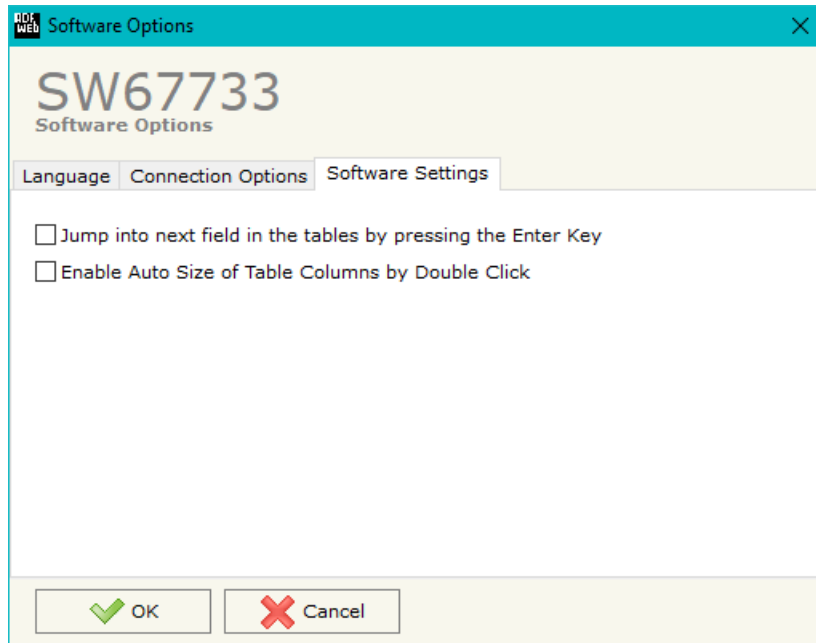 ADF
WEB Software Options
SW67733
Software Options
Language Connection Options Software Settings
Jump into next field in the tables by pressing the Enter Key
Enable Auto Size of Table Columns by Double Click
OK Cancel